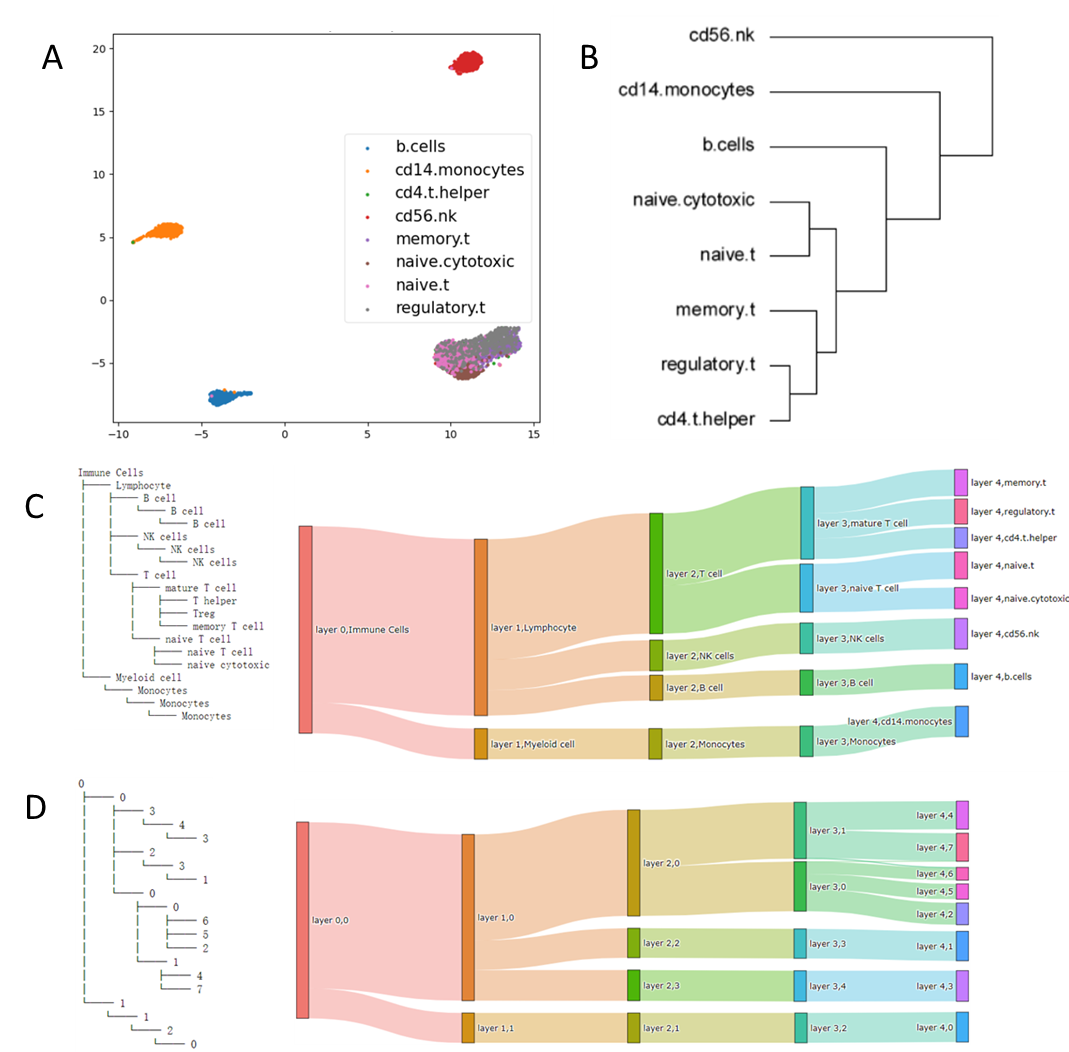 A
20
15
10
5
0
−5
−10
−5
0
5
10
15
b.cells
cd14.monocytes
cd4.t.helper
cd56.nk
memory.t
naive.cytotoxic
naive.t
regulatory.t
B
cd56.nk
cd14.monocytes
b.cells
naive.cytotoxic
naive.t
memory.t
regulatory.t
cd4.t.helper
C
Immune Cells
Lymphocyte
B cell
B cell
B cell
NK cells
NK cells
NK cells
T cell
mature T cell
T helper
Treg
memory T cell
naive T cell
naive T cell
naive cytotoxic
Myeloid cell
Monocytes
Monocytes
Monocytes
layer 0,Immune Cells
layer 1,Lymphocyte
layer 1,Myeloid cell
layer 2,T cell
layer 2,NK cells
layer 2,B cell
layer 2,Monocytes
layer 3,mature T cell
layer 3,naive T cell
layer 3,NK cells
layer 3,B cell
layer 3,Monocytes
layer 4,memory.t
layer 4,regulatory.t
layer 4,cd4.t.helper
layer 4,naive.t
layer 4,naive.cytotoxic
layer 4,cd56.nk
layer 4,b.cells
layer 4,cd14.monocytes
D
0
0
3
4
3
2
3
1
0
0
6
5
2
1
4
7
1
1
2
0
layer 0,0
layer 1,0
layer 1,1
layer 2,0
layer 2,2
layer 2,3
layer 2,1
layer 3,1
layer 3,0
layer 3,3
layer 3,4
layer 3,2
layer 4,4
layer 4,7
layer 4,6
layer 4,5
layer 4,2
layer 4,1
layer 4,3
layer 4,0